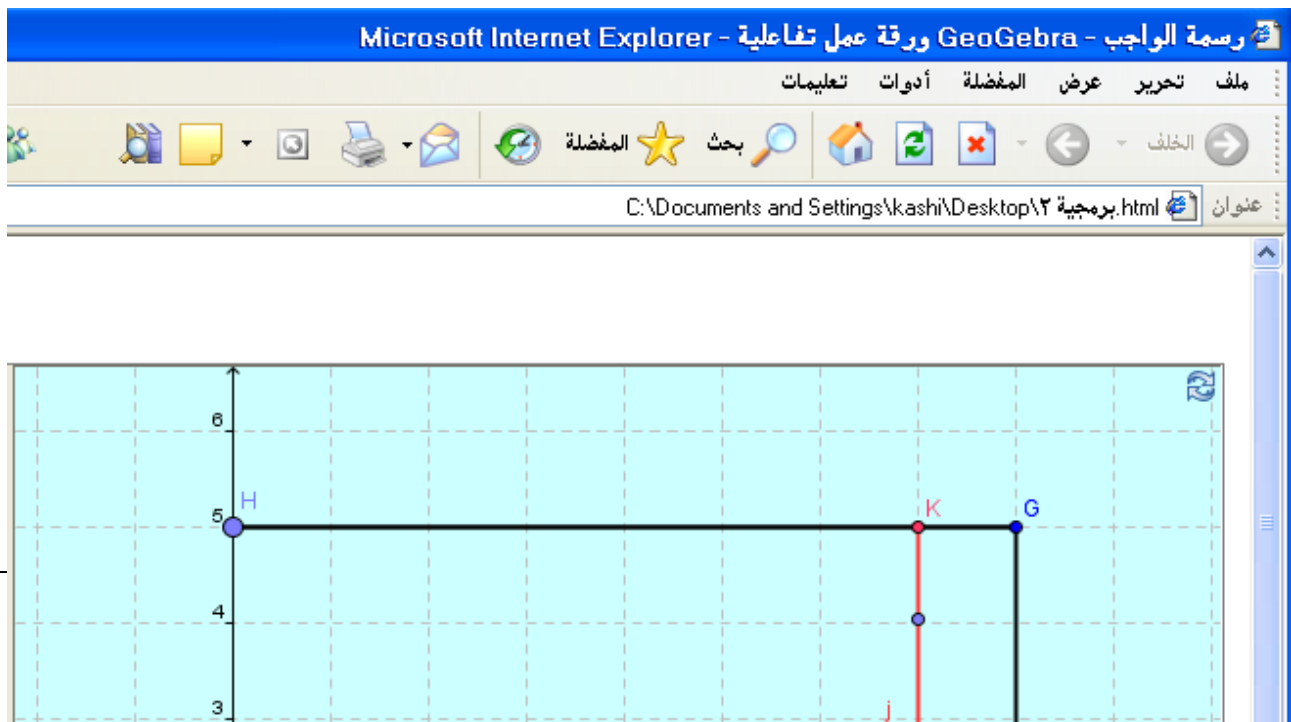 رسمة الواجب - GeoGebra ورقة عمل تفاعلية - Microsoft Internet Explorer
ملف تحرير عرض المفضلة أدوات تعليمات
الخلف بحث المفضلة
عنوان C:\Documents and Settings\kashi\Desktop\برمجية ٢.html
6
H
K
G
5
4
j
3